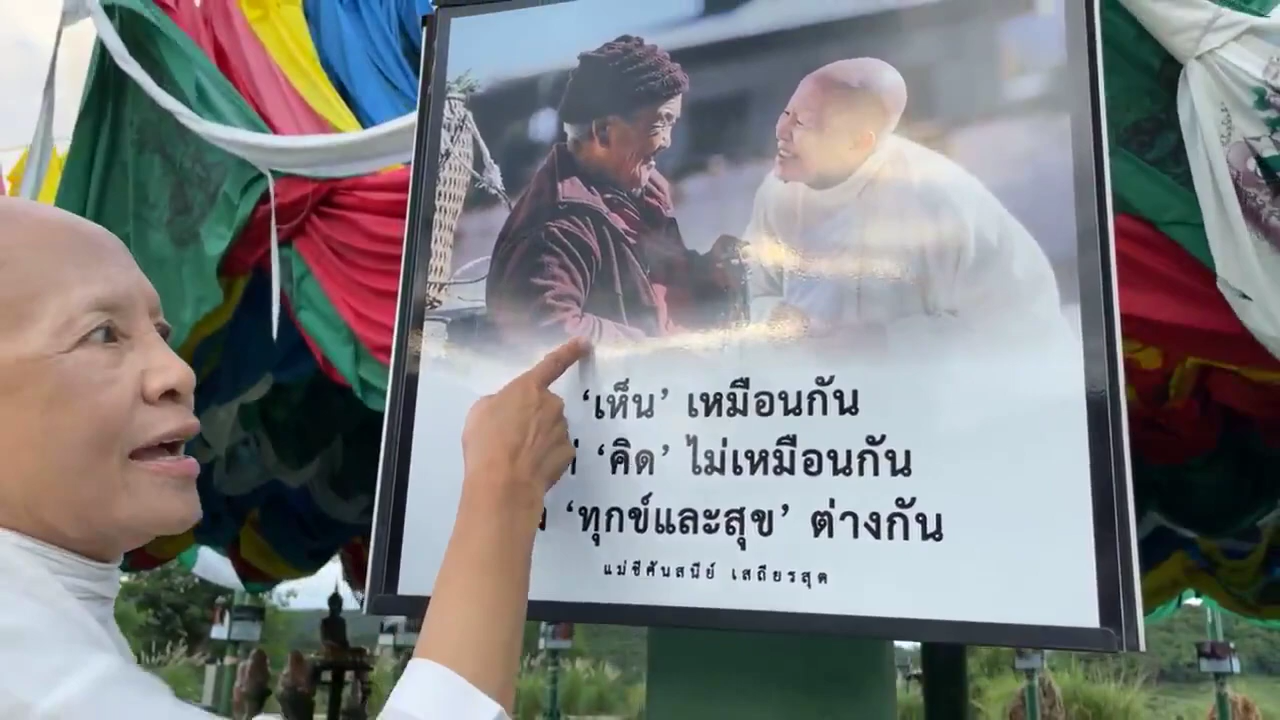 ‘เห็น’ เหมือนกัน
‘คิด’ ไม่เหมือนกัน
‘ทุกข์และสุข’ ต่างกัน
แม่ชีศันสนีย์ เสถียรสุต